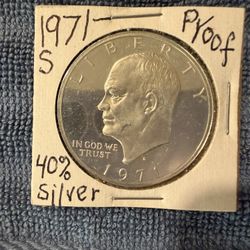 1971- Proof
S
LIBERTY
IN GOD WE
TRUST
1971
40%
Silver